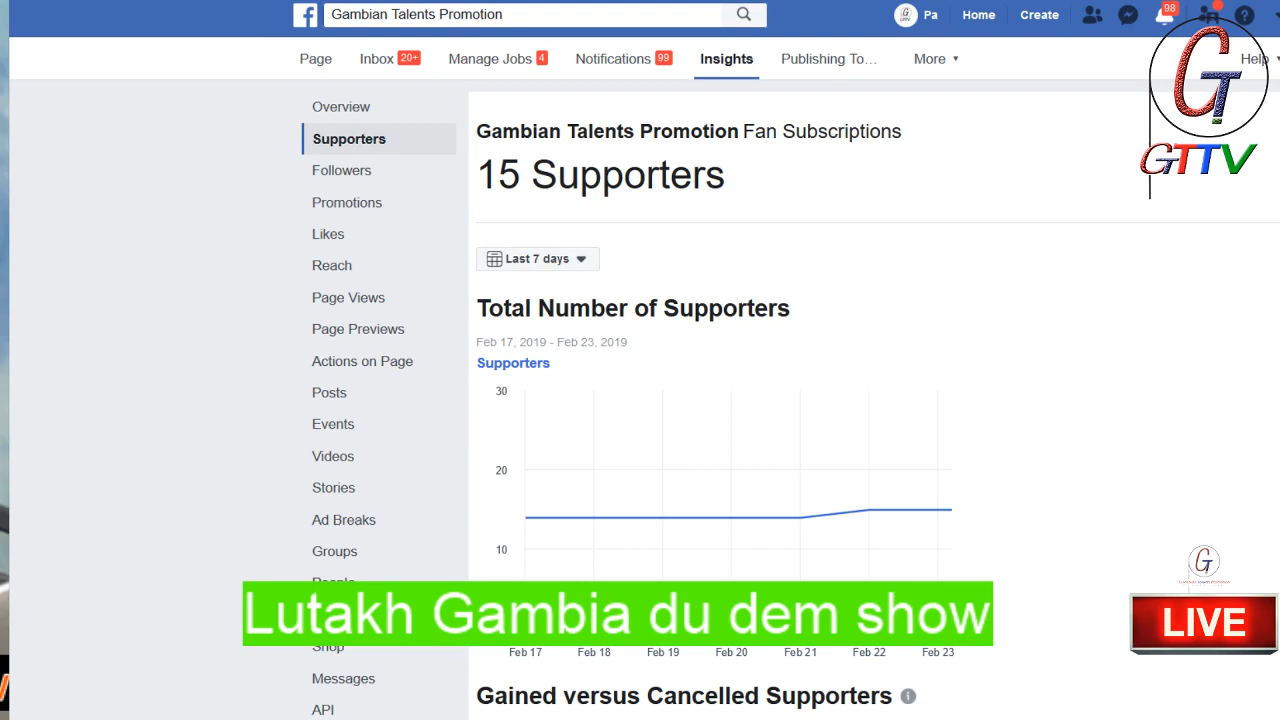 Gambian Talents Promotion
Pa Home Create 98
Page Inbox 20+ Manage Jobs 4 Notifications 99 Insights Publishing To… More Help
GT
GTTV
Overview
Supporters
Followers
Promotions
Likes
Reach
Page Views
Page Previews
Actions on Page
Posts
Events
Videos
Stories
Ad Breaks
Groups
Shop
Messages
API
Gambian Talents Promotion Fan Subscriptions
15 Supporters
Last 7 days
Total Number of Supporters
Feb 17, 2019 - Feb 23, 2019
Supporters
30
20
10
Lutakh Gambia du dem show
Feb 17 Feb 18 Feb 19 Feb 20 Feb 21 Feb 22 Feb 23
Gained versus Cancelled Supporters
LIVE